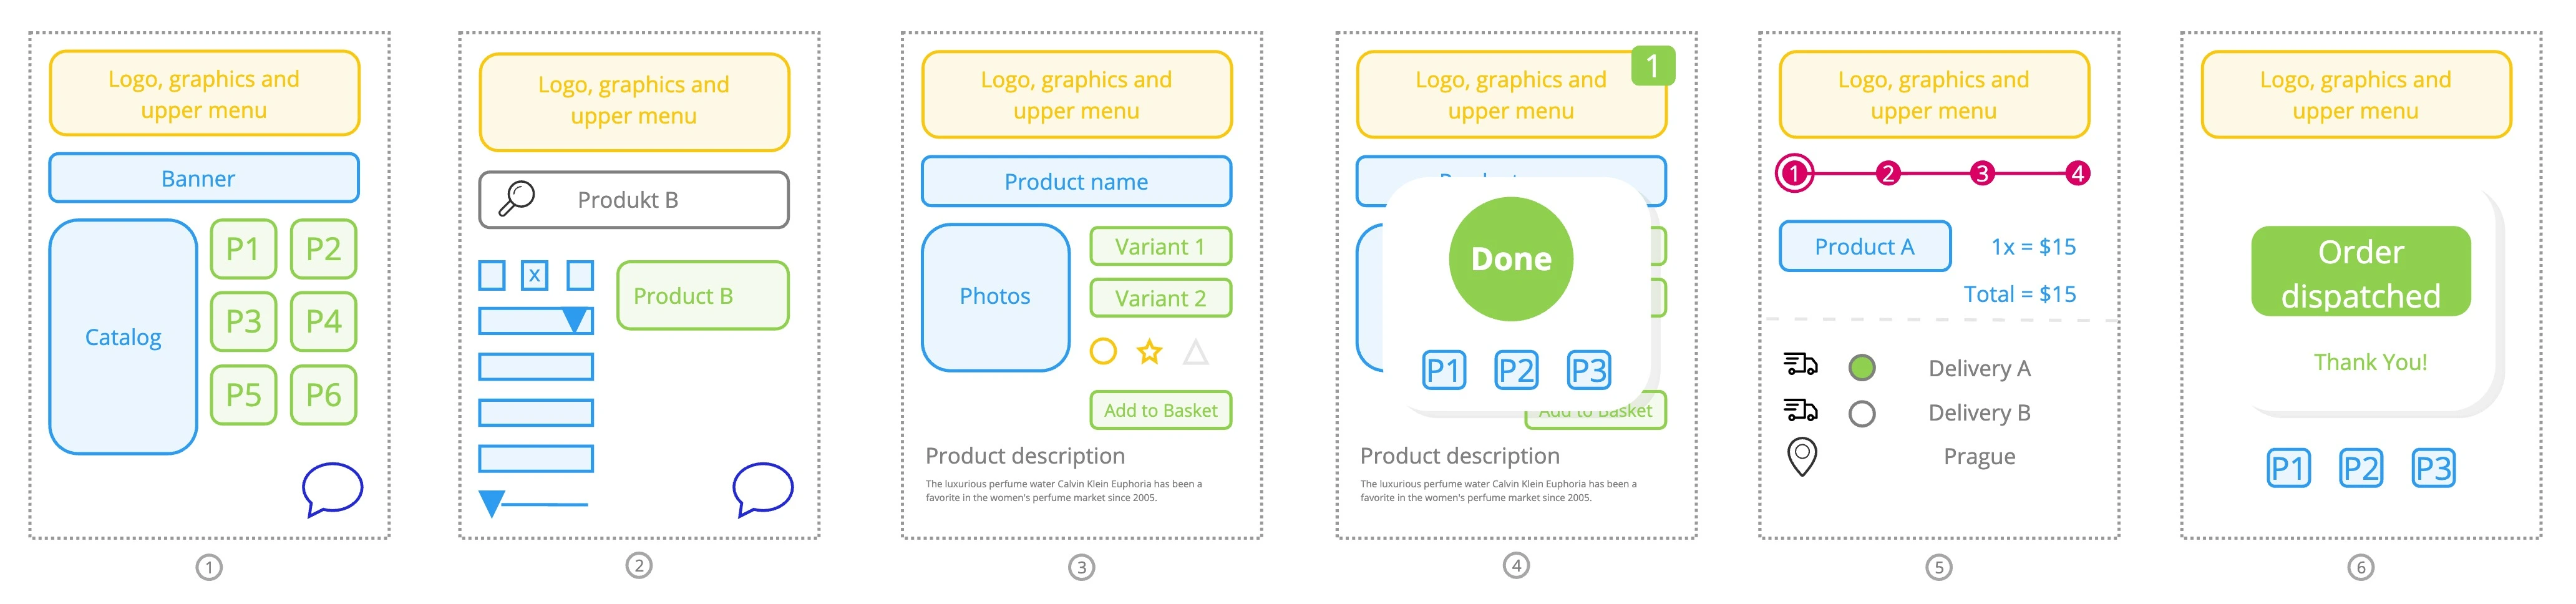 Logo, graphics and
upper menu
Banner
Catalog
P1 P2
P3 P4
P5 P6
1
Logo, graphics and
upper menu
Produkt B
x
Product B
2
Logo, graphics and
upper menu
Product name
Photos
Variant 1
Variant 2
Add to Basket
Product description
The luxurious perfume water Calvin Klein Euphoria has been a
favorite in the women's perfume market since 2005.
3
Logo, graphics and
upper menu
1
Done
P1 P2 P3
Add to Basket
Product description
The luxurious perfume water Calvin Klein Euphoria has been a
favorite in the women's perfume market since 2005.
4
Logo, graphics and
upper menu
1 2 3 4
Product A 1x = $15
Total = $15
Delivery A
Delivery B
Prague
5
Logo, graphics and
upper menu
Order
dispatched
Thank You!
P1 P2 P3
6